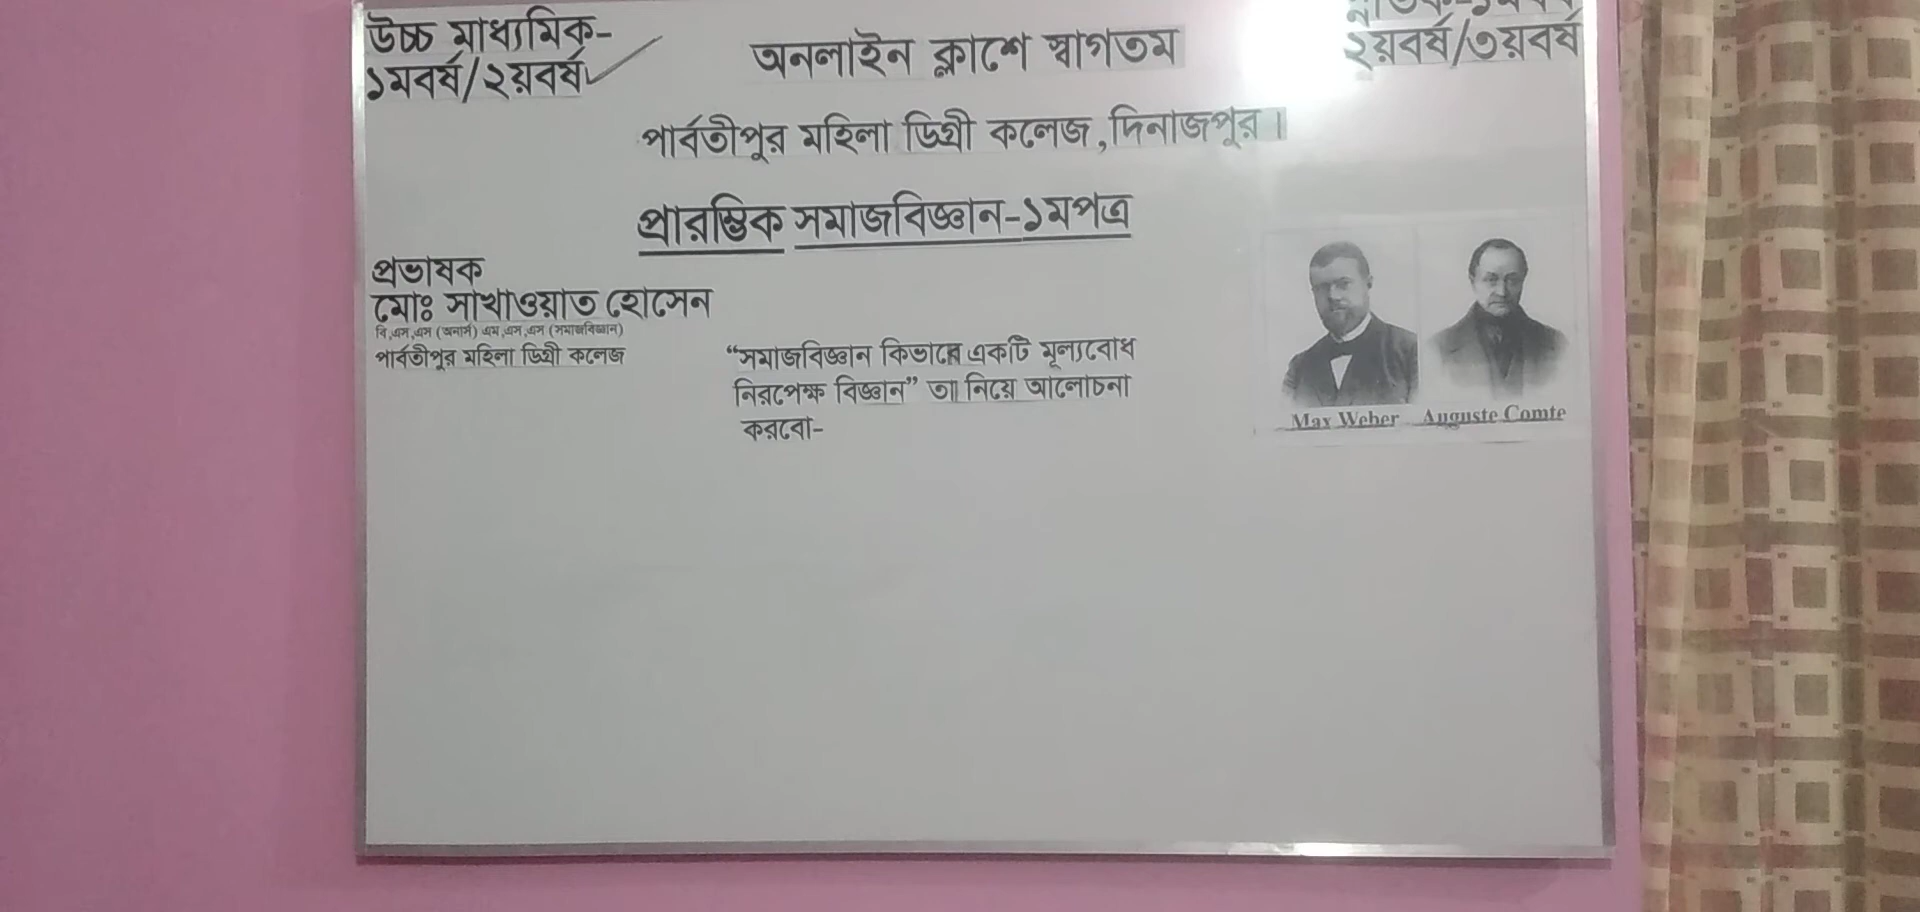 উচ্চ মাধ্যমিক-
১মবর্ষ/২য়বর্ষ
অনলাইন ক্লাশে স্বাগতম
২য়বর্ষ/৩য়বর্ষ
পার্বতীপুর মহিলা ডিগ্রী কলেজ,দিনাজপুর।
প্রারম্ভিক সমাজবিজ্ঞান-১মপত্র
প্রভাষক
মোঃ সাখাওয়াত হোসেন
বি,এস,এস (অনার্স) এম,এস,এস (সমাজবিজ্ঞান)
পার্বতীপুর মহিলা ডিগ্রী কলেজ
“সমাজবিজ্ঞান কিভাবে একটি মূল্যবোধ
নিরপেক্ষ বিজ্ঞান” তা নিয়ে আলোচনা
করবো-
Max Weber Auguste Comte